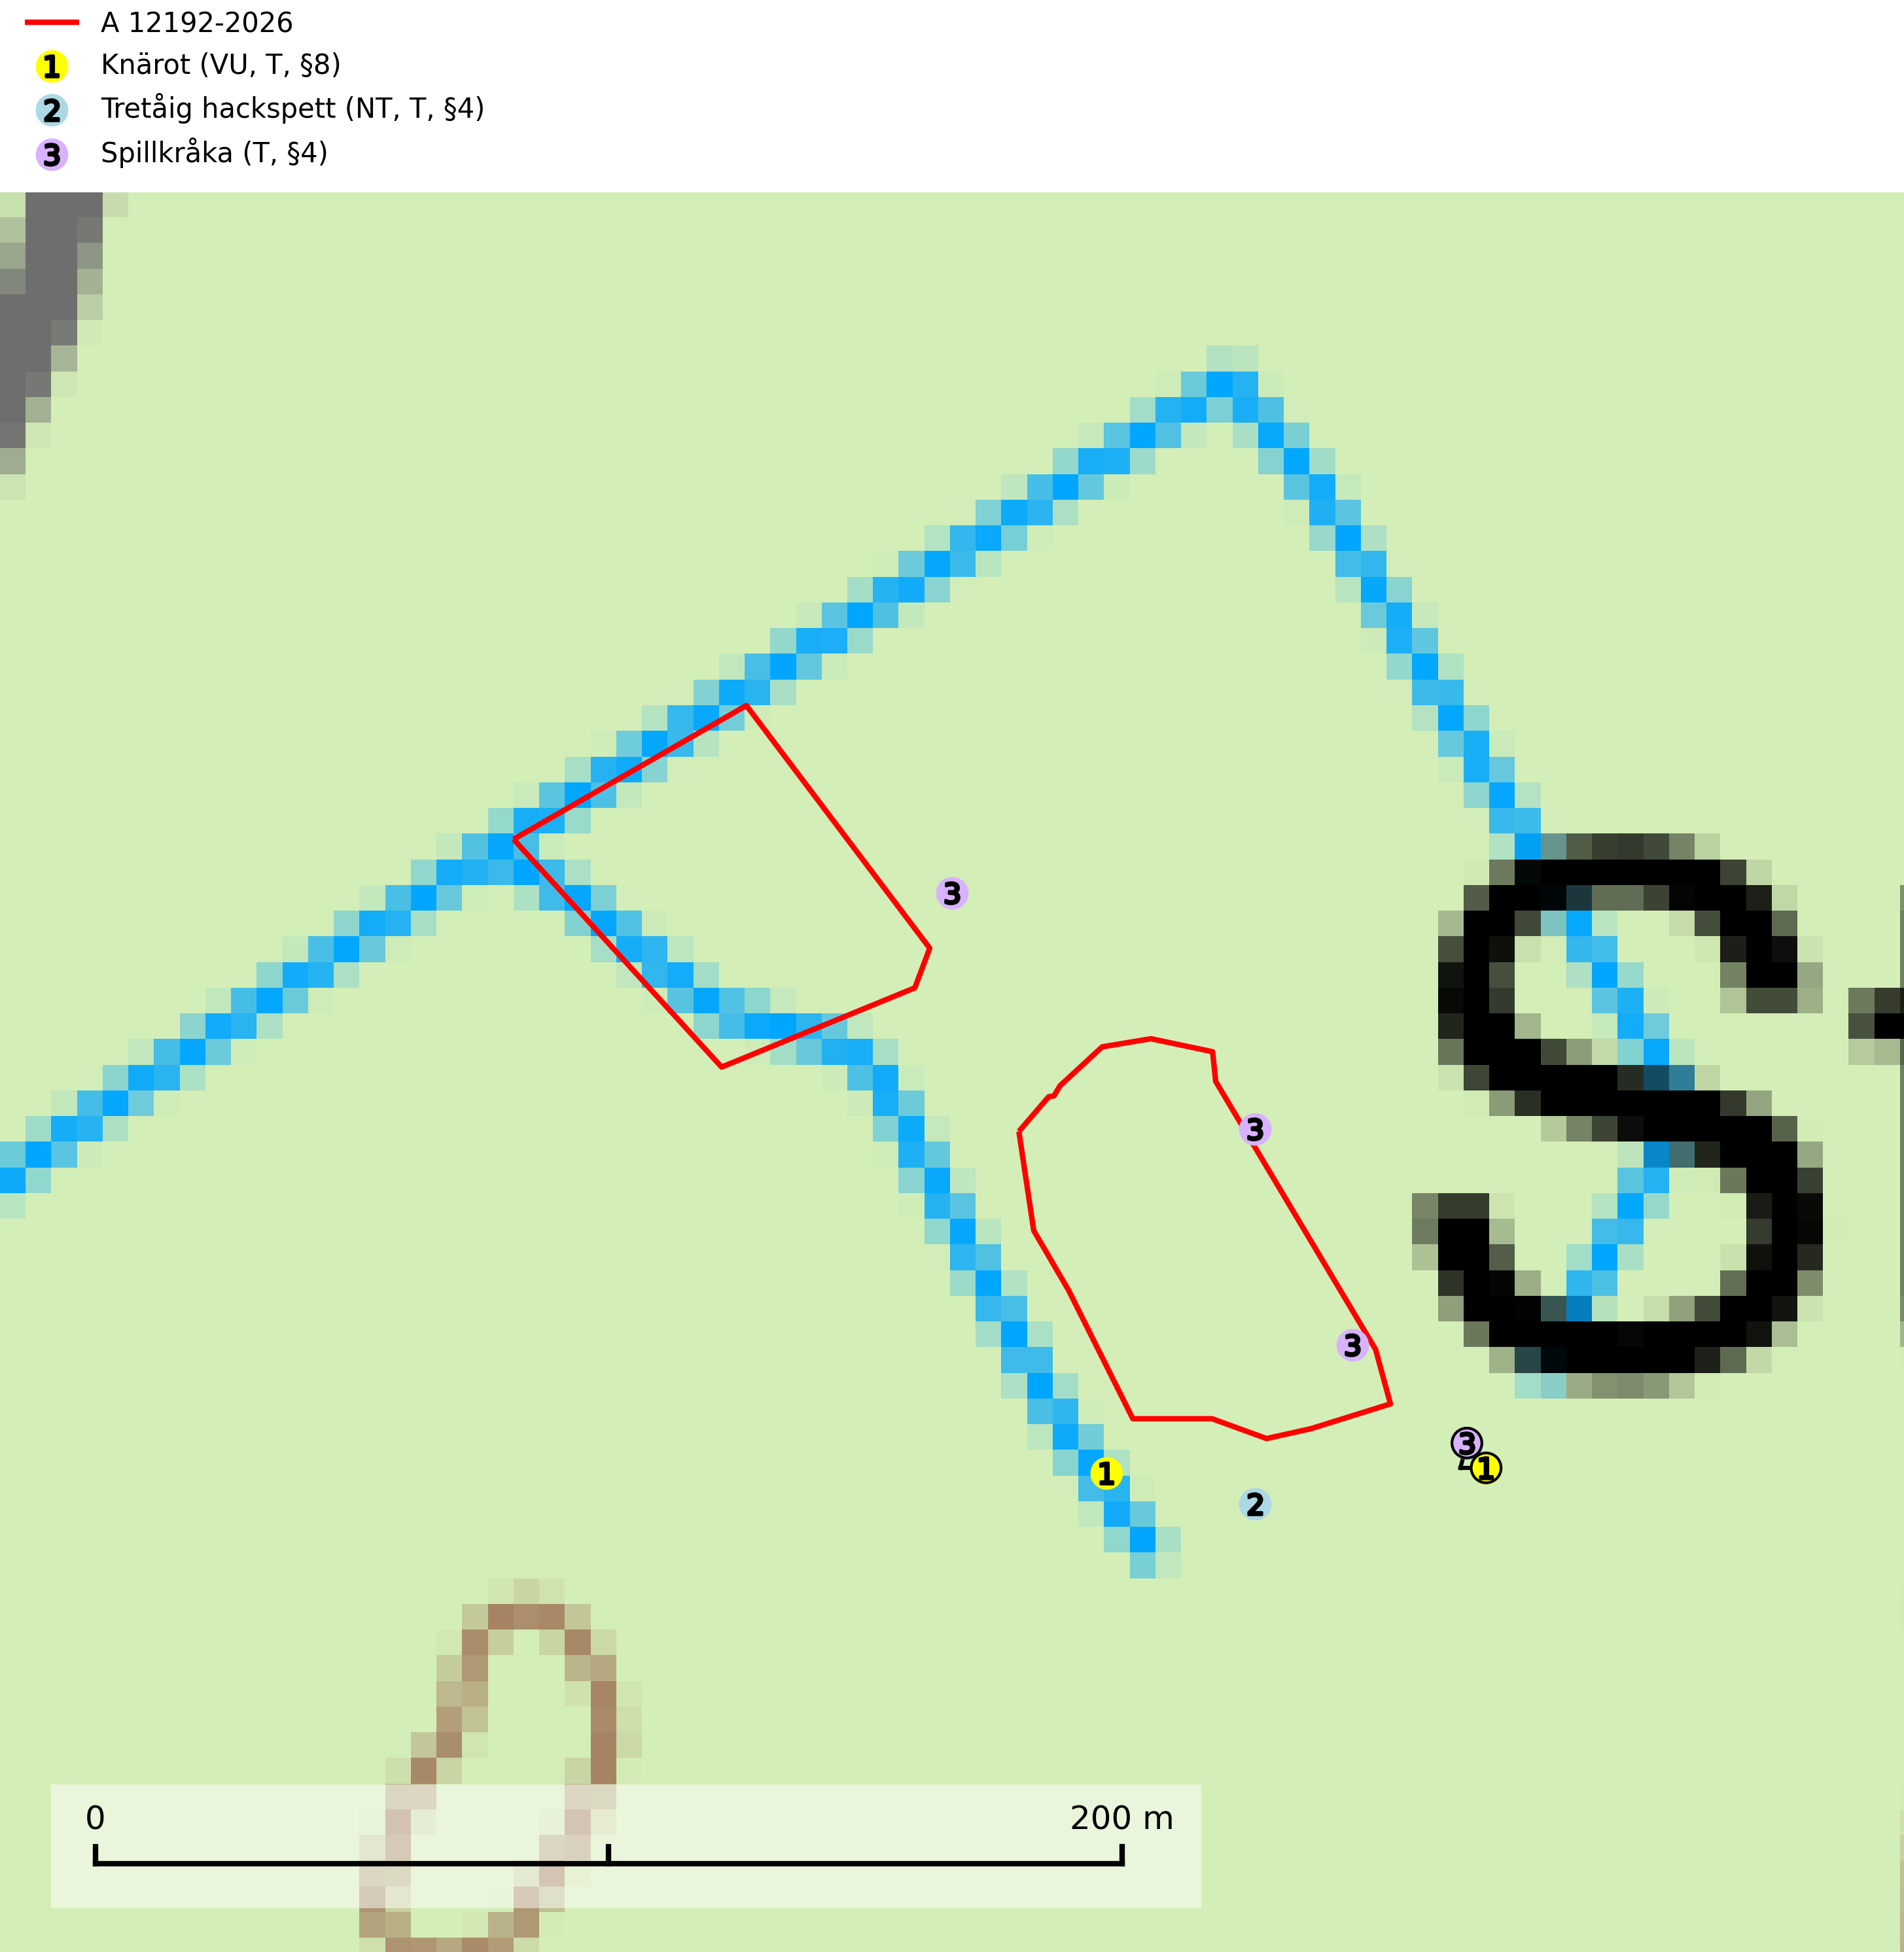 A 12192-2026
1 Knärot (VU, T, §8)
2 Tretåig hackspett (NT, T, §4)
3 Spillkråka (T, §4)
3
3
S
3
3
1
1
2
0 200 m